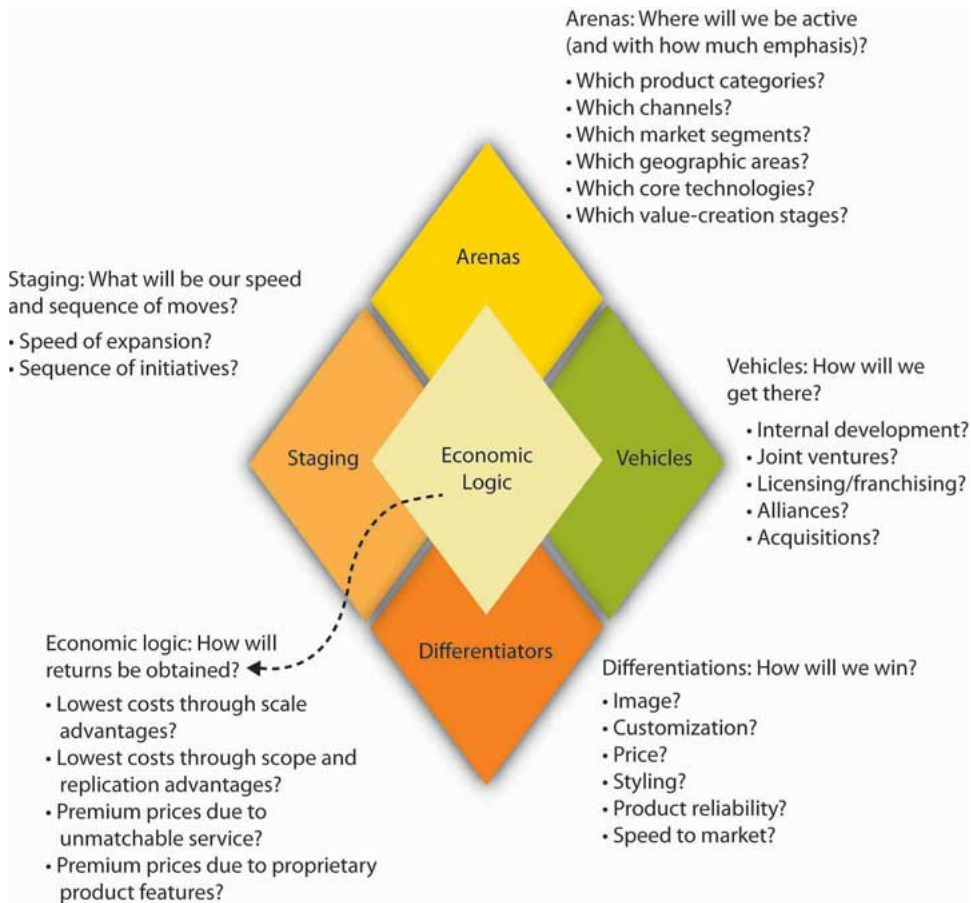 Arenas: Where will we be active
(and with how much emphasis)?
• Which product categories?
• Which channels?
• Which market segments?
• Which geographic areas?
• Which core technologies?
• Which value-creation stages?
Arenas
Staging: What will be our speed
and sequence of moves?
• Speed of expansion?
• Sequence of initiatives?
Vehicles: How will we
get there?
• Internal development?
• Joint ventures?
• Licensing/franchising?
• Alliances?
• Acquisitions?
Staging
Economic
Logic
Vehicles
Economic logic: How will
returns be obtained?
• Lowest costs through scale
advantages?
• Lowest costs through scope and
replication advantages?
• Premium prices due to
unmatchable service?
• Premium prices due to proprietary
product features?
Differentiators
Differentiations: How will we win?
• Image?
• Customization?
• Price?
• Styling?
• Product reliability?
• Speed to market?